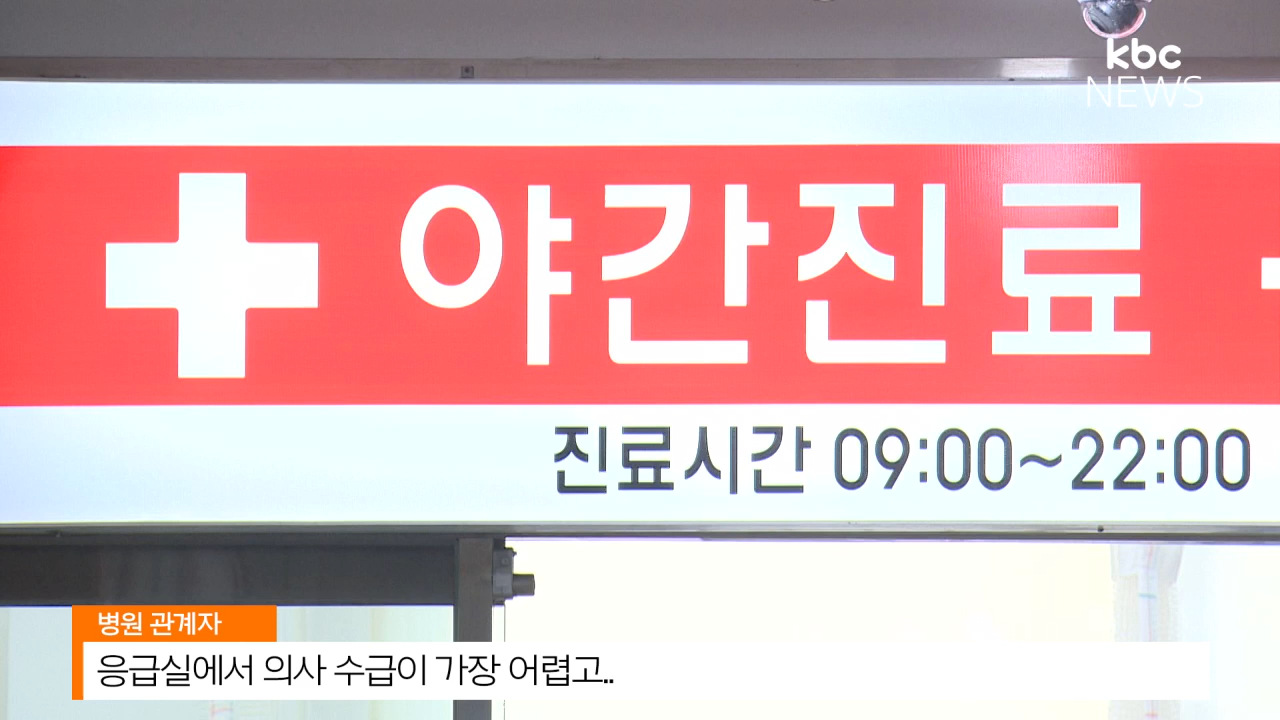 kbc
NEWS
야간진료
진료시간 09:00~22:00
병원 관계자
응급실에서 의사 수급이 가장 어렵고..